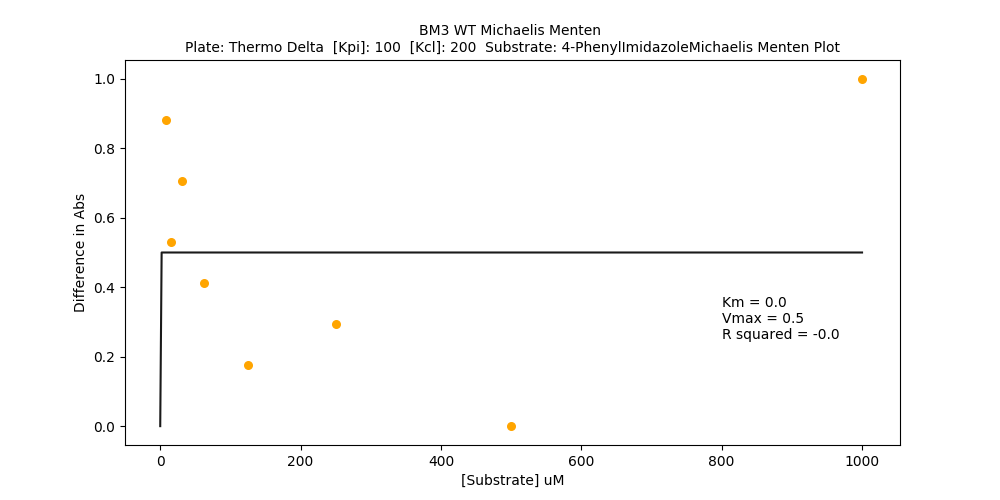 BM3 WT Michaelis Menten
Plate: Thermo Delta  [Kpi]: 100  [Kcl]: 200  Substrate: 4-PhenylImidazoleMichaelis Menten Plot
1.0
0.8
0.6
0.4
0.2
0.0
Difference in Abs
Km = 0.0
Vmax = 0.5
R squared = -0.0
0 200 400 600 800 1000
[Substrate] uM